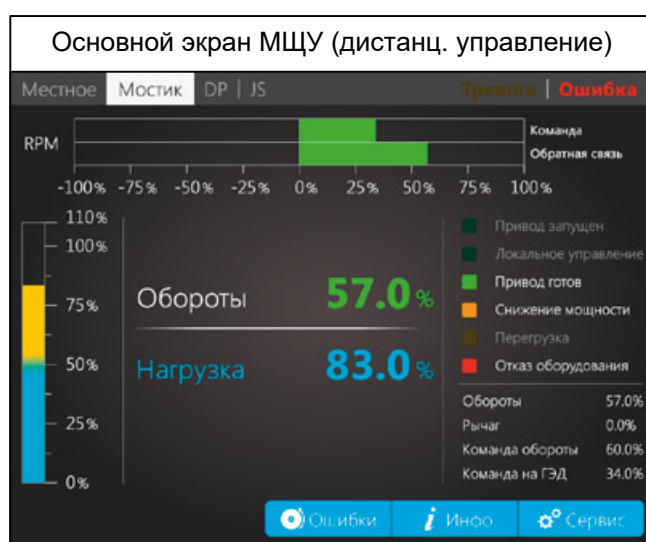 Основной экран МЩУ (дистанц. управление)
Местное Мостик DP | JS Тревога | Ошибка
RPM
Команда
Обратная связь
-100% -75% -50% -25% 0% 25% 50% 75% 100%
110%
100%
75%
50%
25%
0%
Обороты 57.0%
Нагрузка 83.0%
Привод запущен
Локальное управление
Привод готов
Снижение мощности
Перегрузка
Отказ оборудования
Обороты 57.0%
Рычаг 0.0%
Команда обороты 60.0%
Команда на ГЭД 34.0%
Ошибки i Инфо Сервис